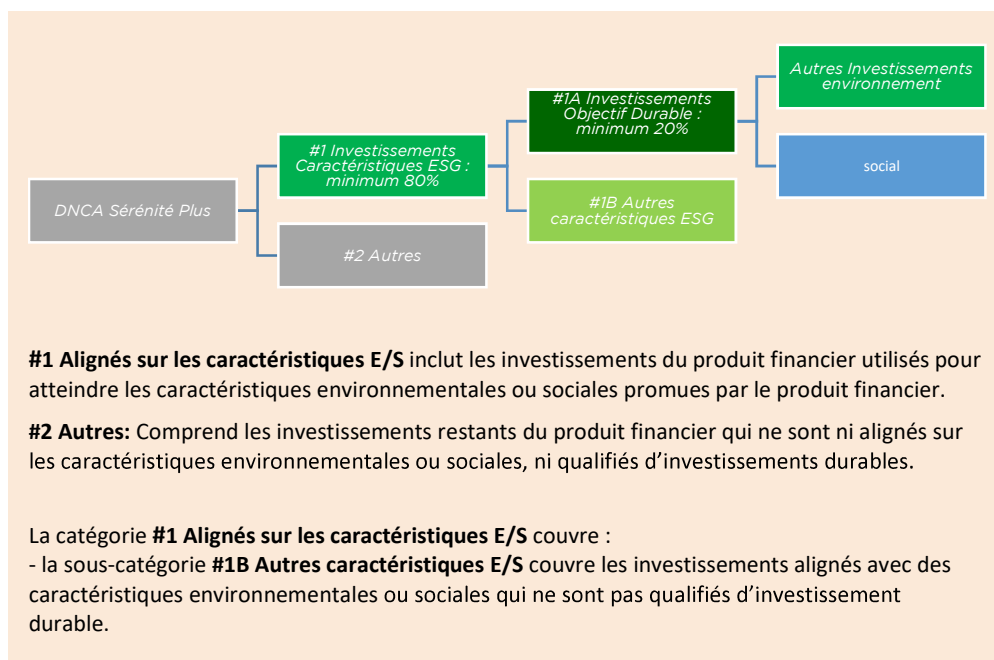 Autres Investissements
environnement
#1A Investissements
Objectif Durable :
minimum 20%
#1 Investissements
Caractéristiques ESG :
minimum 80%
social
DNCA Sérénité Plus
#1B Autres
caractéristiques ESG
#2 Autres
#1 Alignés sur les caractéristiques E/S inclut les investissements du produit financier utilisés pour
atteindre les caractéristiques environnementales ou sociales promues par le produit financier.
#2 Autres: Comprend les investissements restants du produit financier qui ne sont ni alignés sur
les caractéristiques environnementales ou sociales, ni qualifiés d’investissements durables.
La catégorie #1 Alignés sur les caractéristiques E/S couvre :
- la sous-catégorie #1B Autres caractéristiques E/S couvre les investissements alignés avec des
caractéristiques environnementales ou sociales qui ne sont pas qualifiés d’investissement
durable.